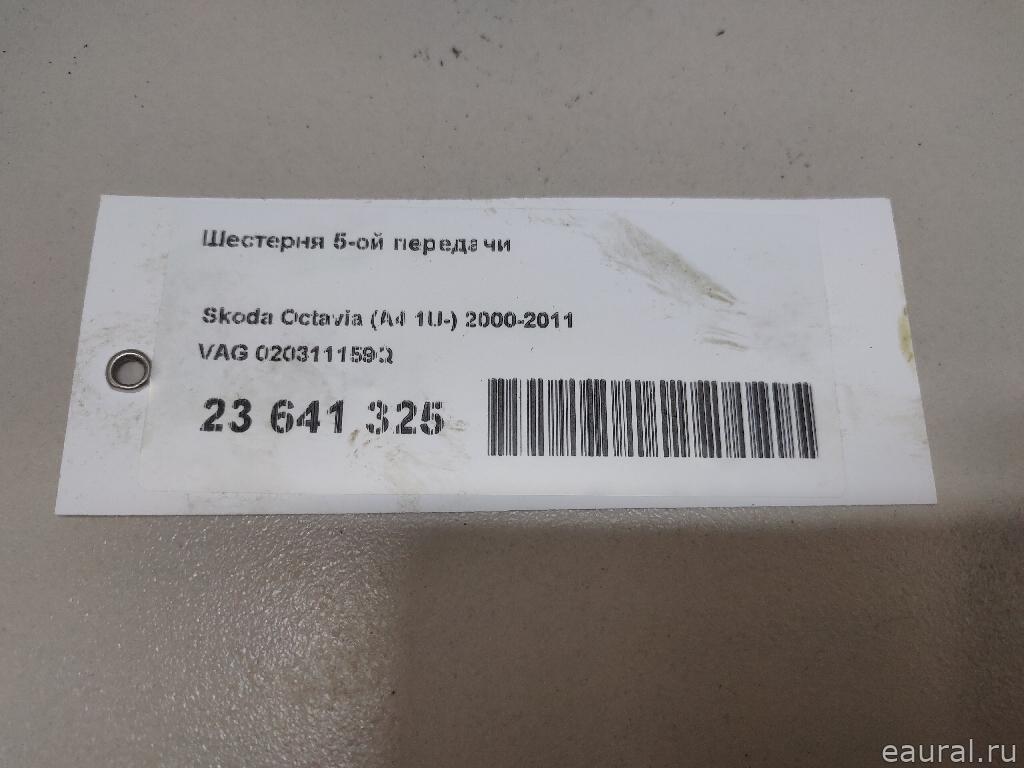 Шестерня 5-ой передачи
Skoda Octavia (A4 1U-) 2000-2011
VAG 020311159Q
23 641 325
eaural.ru